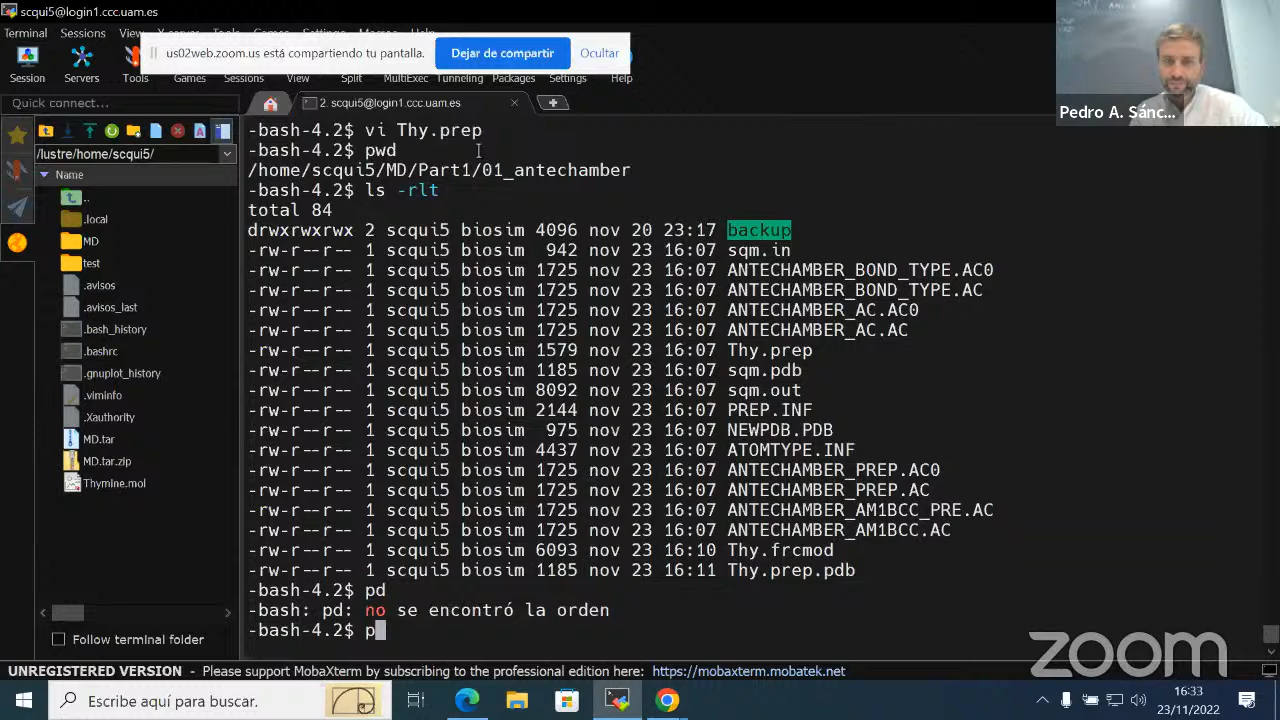 scqui5@login1.ccc.uam.es
Terminal Sessions
us02web.zoom.us está compartiendo tu pantalla. Dejar de compartir Ocultar
Session Servers Tools Games Sessions View Split MultiExec Tunneling Packages Settings Help
Quick connect...
2. scqui5@login1.ccc.uam.es
Pedro A. Sánc...
/lustre/home/scqui5/
Name
..
.local
MD
test
.avisos
.avisos_last
.bash_history
.bashrc
.gnuplot_history
.viminfo
.Xauthority
MD.tar
MD.tar.zip
Thymine.mol
Follow terminal folder
-bash-4.2$ vi Thy.prep
-bash-4.2$ pwd
/home/scqui5/MD/Part1/01_antechamber
-bash-4.2$ ls -rlt
total 84
drwxrwxrwx 2 scqui5 biosim 4096 nov 20 23:17 backup
-rw-r--r-- 1 scqui5 biosim 942 nov 23 16:07 sqm.in
-rw-r--r-- 1 scqui5 biosim 1725 nov 23 16:07 ANTECHAMBER_BOND_TYPE.AC0
-rw-r--r-- 1 scqui5 biosim 1725 nov 23 16:07 ANTECHAMBER_BOND_TYPE.AC
-rw-r--r-- 1 scqui5 biosim 1725 nov 23 16:07 ANTECHAMBER_AC.AC0
-rw-r--r-- 1 scqui5 biosim 1725 nov 23 16:07 ANTECHAMBER_AC.AC
-rw-r--r-- 1 scqui5 biosim 1579 nov 23 16:07 Thy.prep
-rw-r--r-- 1 scqui5 biosim 1185 nov 23 16:07 sqm.pdb
-rw-r--r-- 1 scqui5 biosim 8092 nov 23 16:07 sqm.out
-rw-r--r-- 1 scqui5 biosim 2144 nov 23 16:07 PREP.INF
-rw-r--r-- 1 scqui5 biosim 975 nov 23 16:07 NEWPDB.PDB
-rw-r--r-- 1 scqui5 biosim 4437 nov 23 16:07 ATOMTYPE.INF
-rw-r--r-- 1 scqui5 biosim 1725 nov 23 16:07 ANTECHAMBER_PREP.AC0
-rw-r--r-- 1 scqui5 biosim 1725 nov 23 16:07 ANTECHAMBER_PREP.AC
-rw-r--r-- 1 scqui5 biosim 1725 nov 23 16:07 ANTECHAMBER_AM1BCC_PRE.AC
-rw-r--r-- 1 scqui5 biosim 1725 nov 23 16:07 ANTECHAMBER_AM1BCC.AC
-rw-r--r-- 1 scqui5 biosim 6093 nov 23 16:10 Thy.frcmod
-rw-r--r-- 1 scqui5 biosim 1185 nov 23 16:11 Thy.prep.pdb
-bash-4.2$ pd
-bash: pd: no se encontró la orden
-bash-4.2$ p
zoom
UNREGISTERED VERSION - Please support MobaXterm by subscribing to the professional edition here: https://mobaxterm.mobatek.net
Escribe aquí para buscar.
16:33
23/11/2022